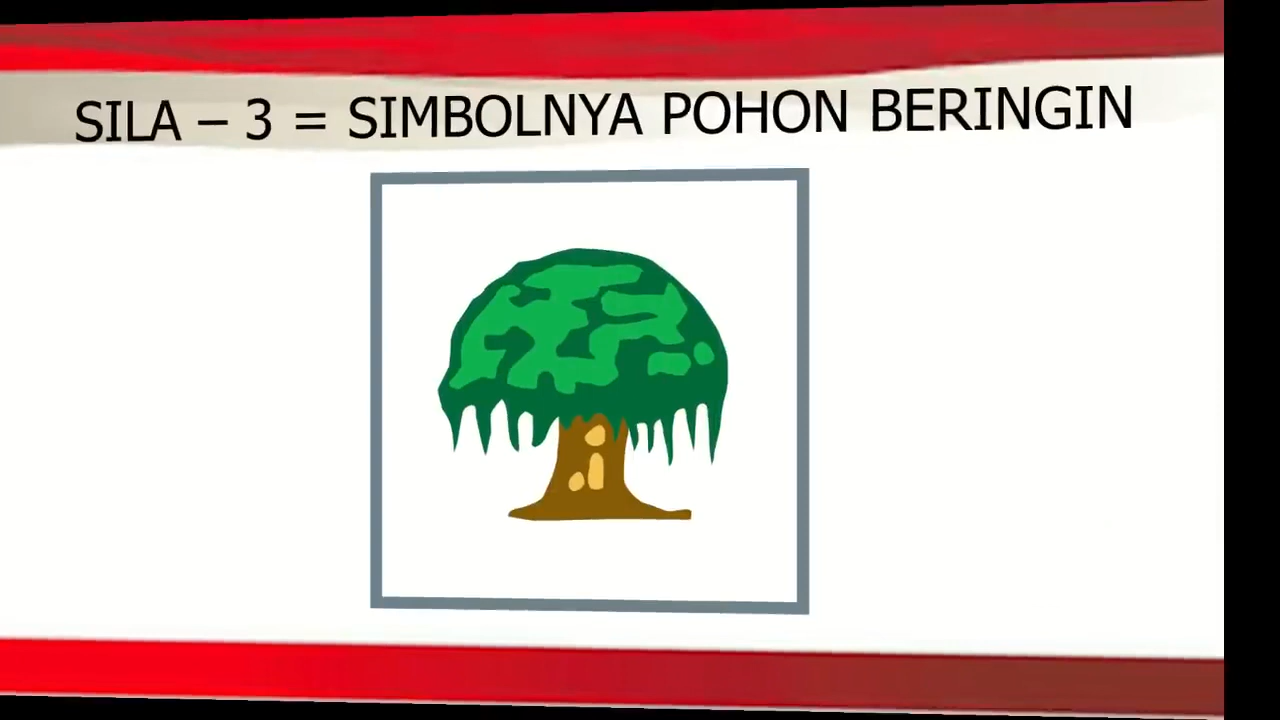 SILA – 3 = SIMBOLNYA POHON BERINGIN